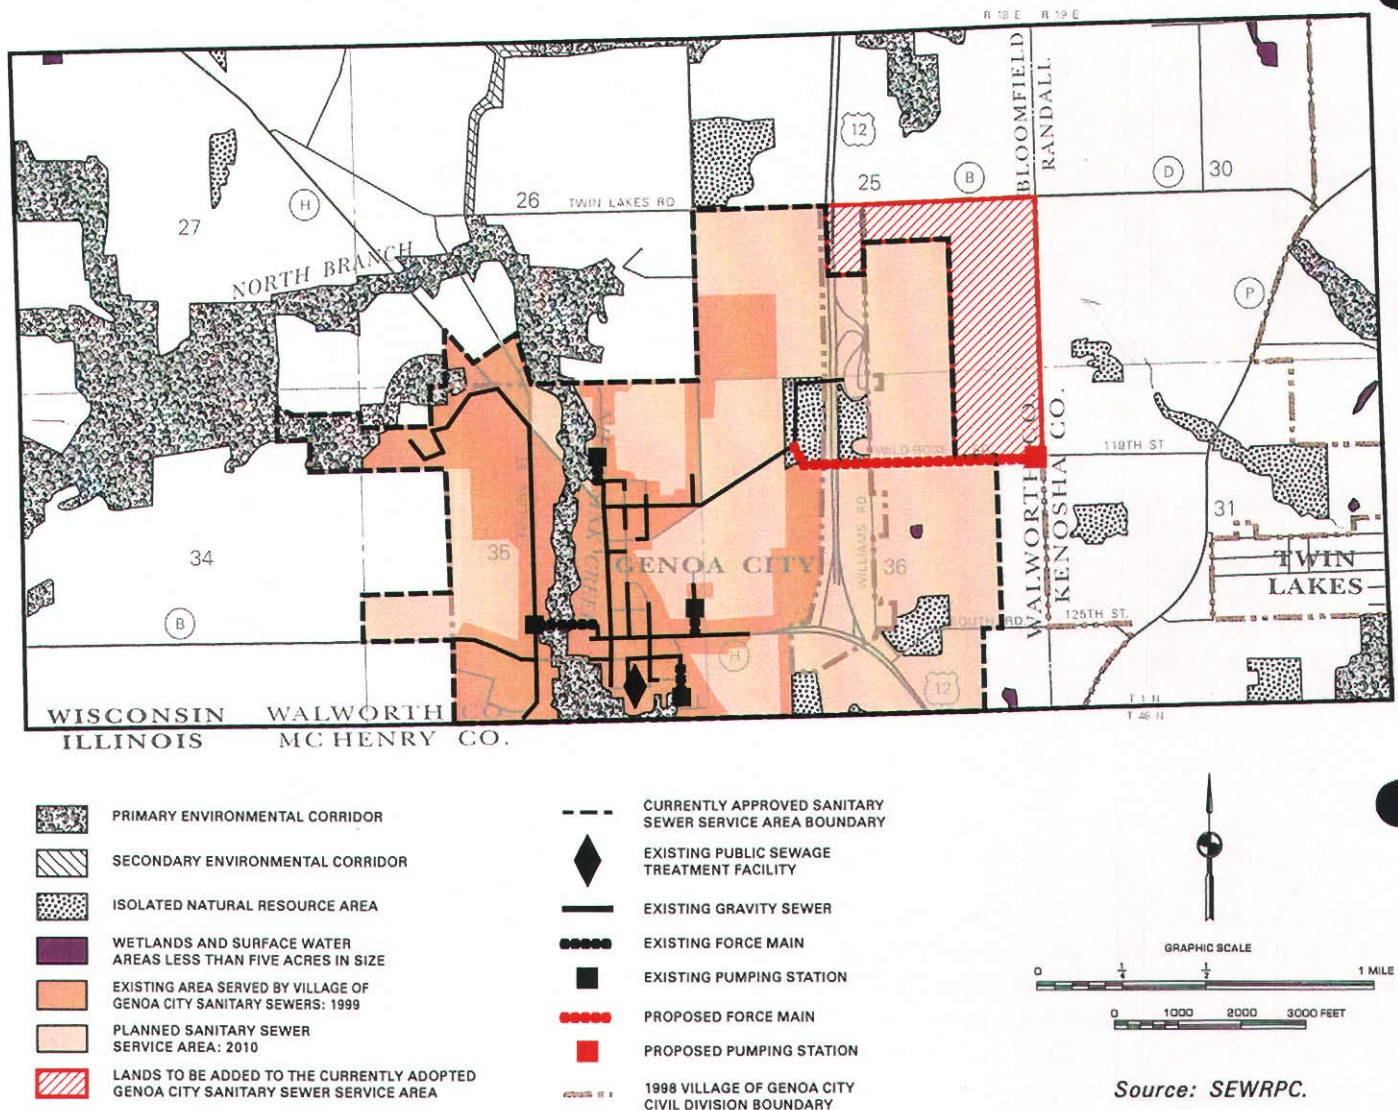 R 18 E R 19 E
BLOOMFIELD
RANDALL
12
25
B
D
30
26
TWIN LAKES RD
H
27
NORTH BRANCH
P
WILD ROSE
119TH ST
WALWORTH CO.
KENOSHA CO.
31
34
35
GENOA CITY
WILLIAMS RD
36
TWIN
LAKES
B
SOUTH RD.
125TH ST.
H
12
T 1 N
T 46 N
WISCONSIN WALWORTH CO.
ILLINOIS MC HENRY CO.
PRIMARY ENVIRONMENTAL CORRIDOR
SECONDARY ENVIRONMENTAL CORRIDOR
ISOLATED NATURAL RESOURCE AREA
WETLANDS AND SURFACE WATER
AREAS LESS THAN FIVE ACRES IN SIZE
EXISTING AREA SERVED BY VILLAGE OF
GENOA CITY SANITARY SEWERS: 1999
PLANNED SANITARY SEWER
SERVICE AREA: 2010
LANDS TO BE ADDED TO THE CURRENTLY ADOPTED
GENOA CITY SANITARY SEWER SERVICE AREA
CURRENTLY APPROVED SANITARY
SEWER SERVICE AREA BOUNDARY
EXISTING PUBLIC SEWAGE
TREATMENT FACILITY
EXISTING GRAVITY SEWER
EXISTING FORCE MAIN
EXISTING PUMPING STATION
PROPOSED FORCE MAIN
PROPOSED PUMPING STATION
1998 VILLAGE OF GENOA CITY
CIVIL DIVISION BOUNDARY
GRAPHIC SCALE
0 1/4 1/2 1 MILE
0 1000 2000 3000 FEET
Source: SEWRPC.